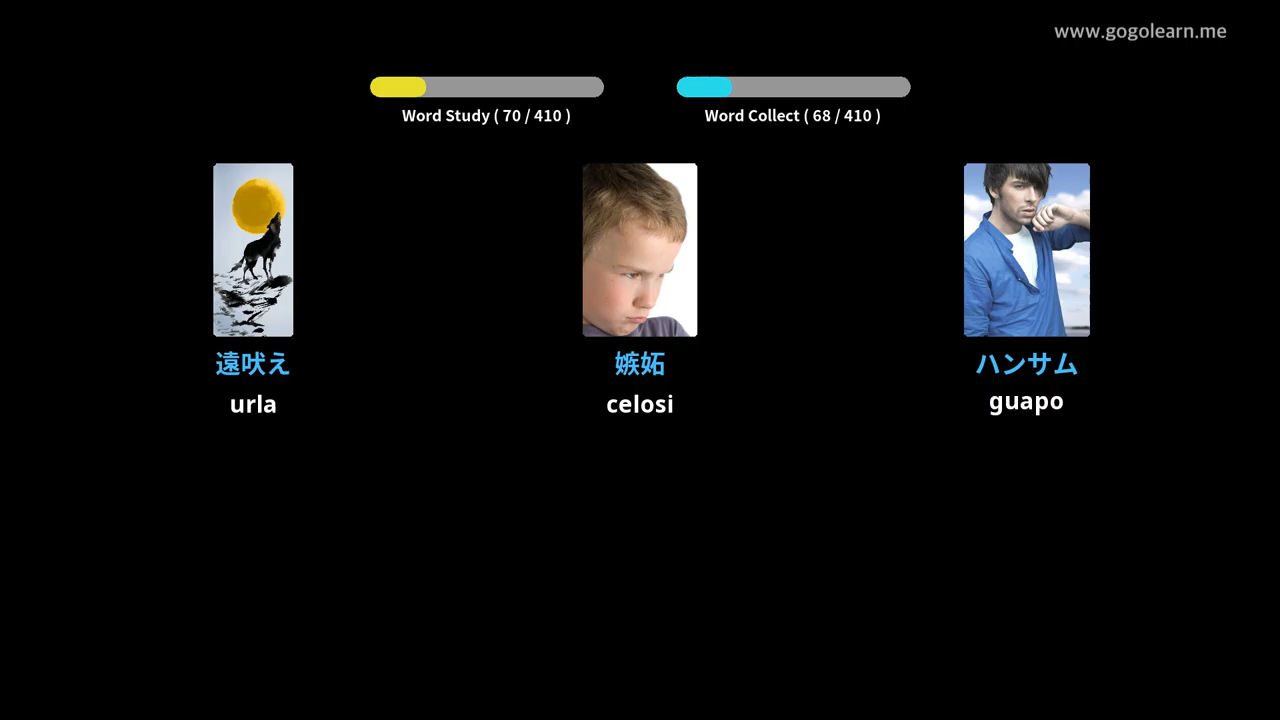 www.gogolearn.me
Word Study ( 70 / 410 )
Word Collect ( 68 / 410 )
遠吠え
嫉妬
ハンサム
urla
celosi
guapo